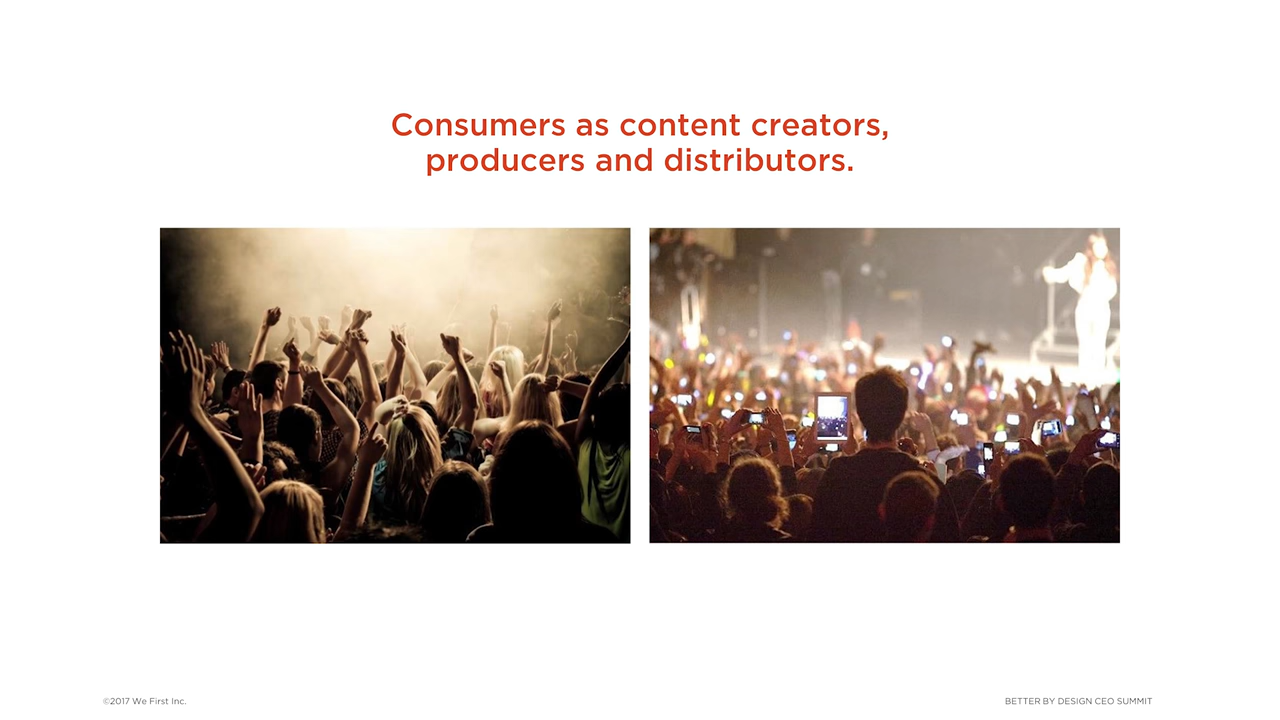 Consumers as content creators,
producers and distributors.
©2017 We First Inc.
BETTER BY DESIGN CEO SUMMIT